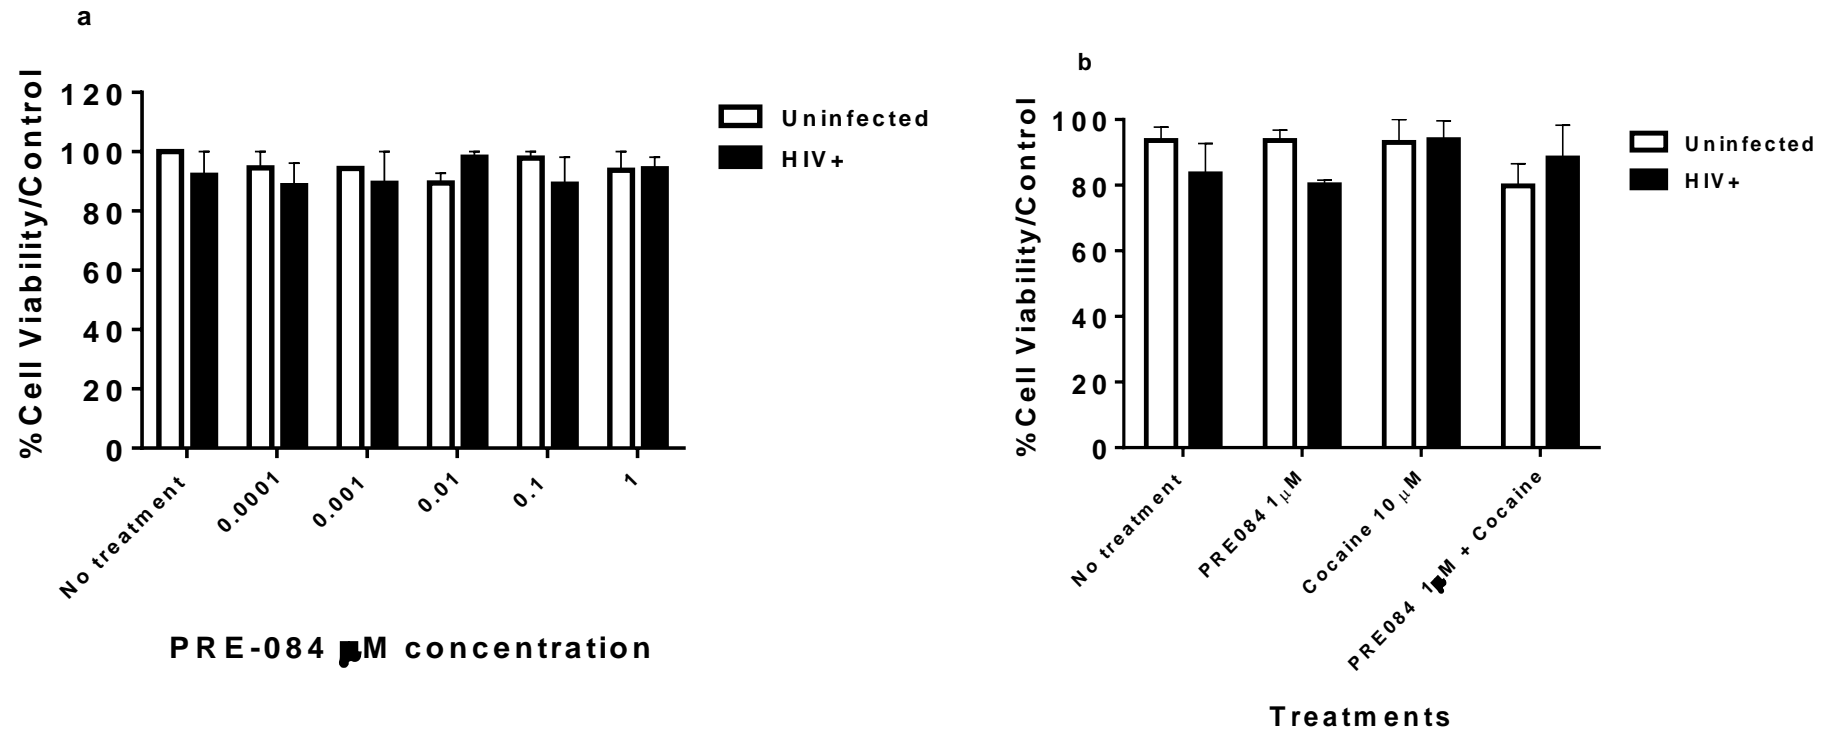 a
%Cell Viability/Control
120
100
80
60
40
20
0
No treatment
0.0001
0.001
0.01
0.1
1
PRE-084 μM concentration
Uninfected
HIV+
b
%Cell Viability/Control
100
80
60
40
20
0
No treatment
PRE084 1μM
Cocaine 10 μM
PRE084 1μM + Cocaine
Treatments
Uninfected
HIV+